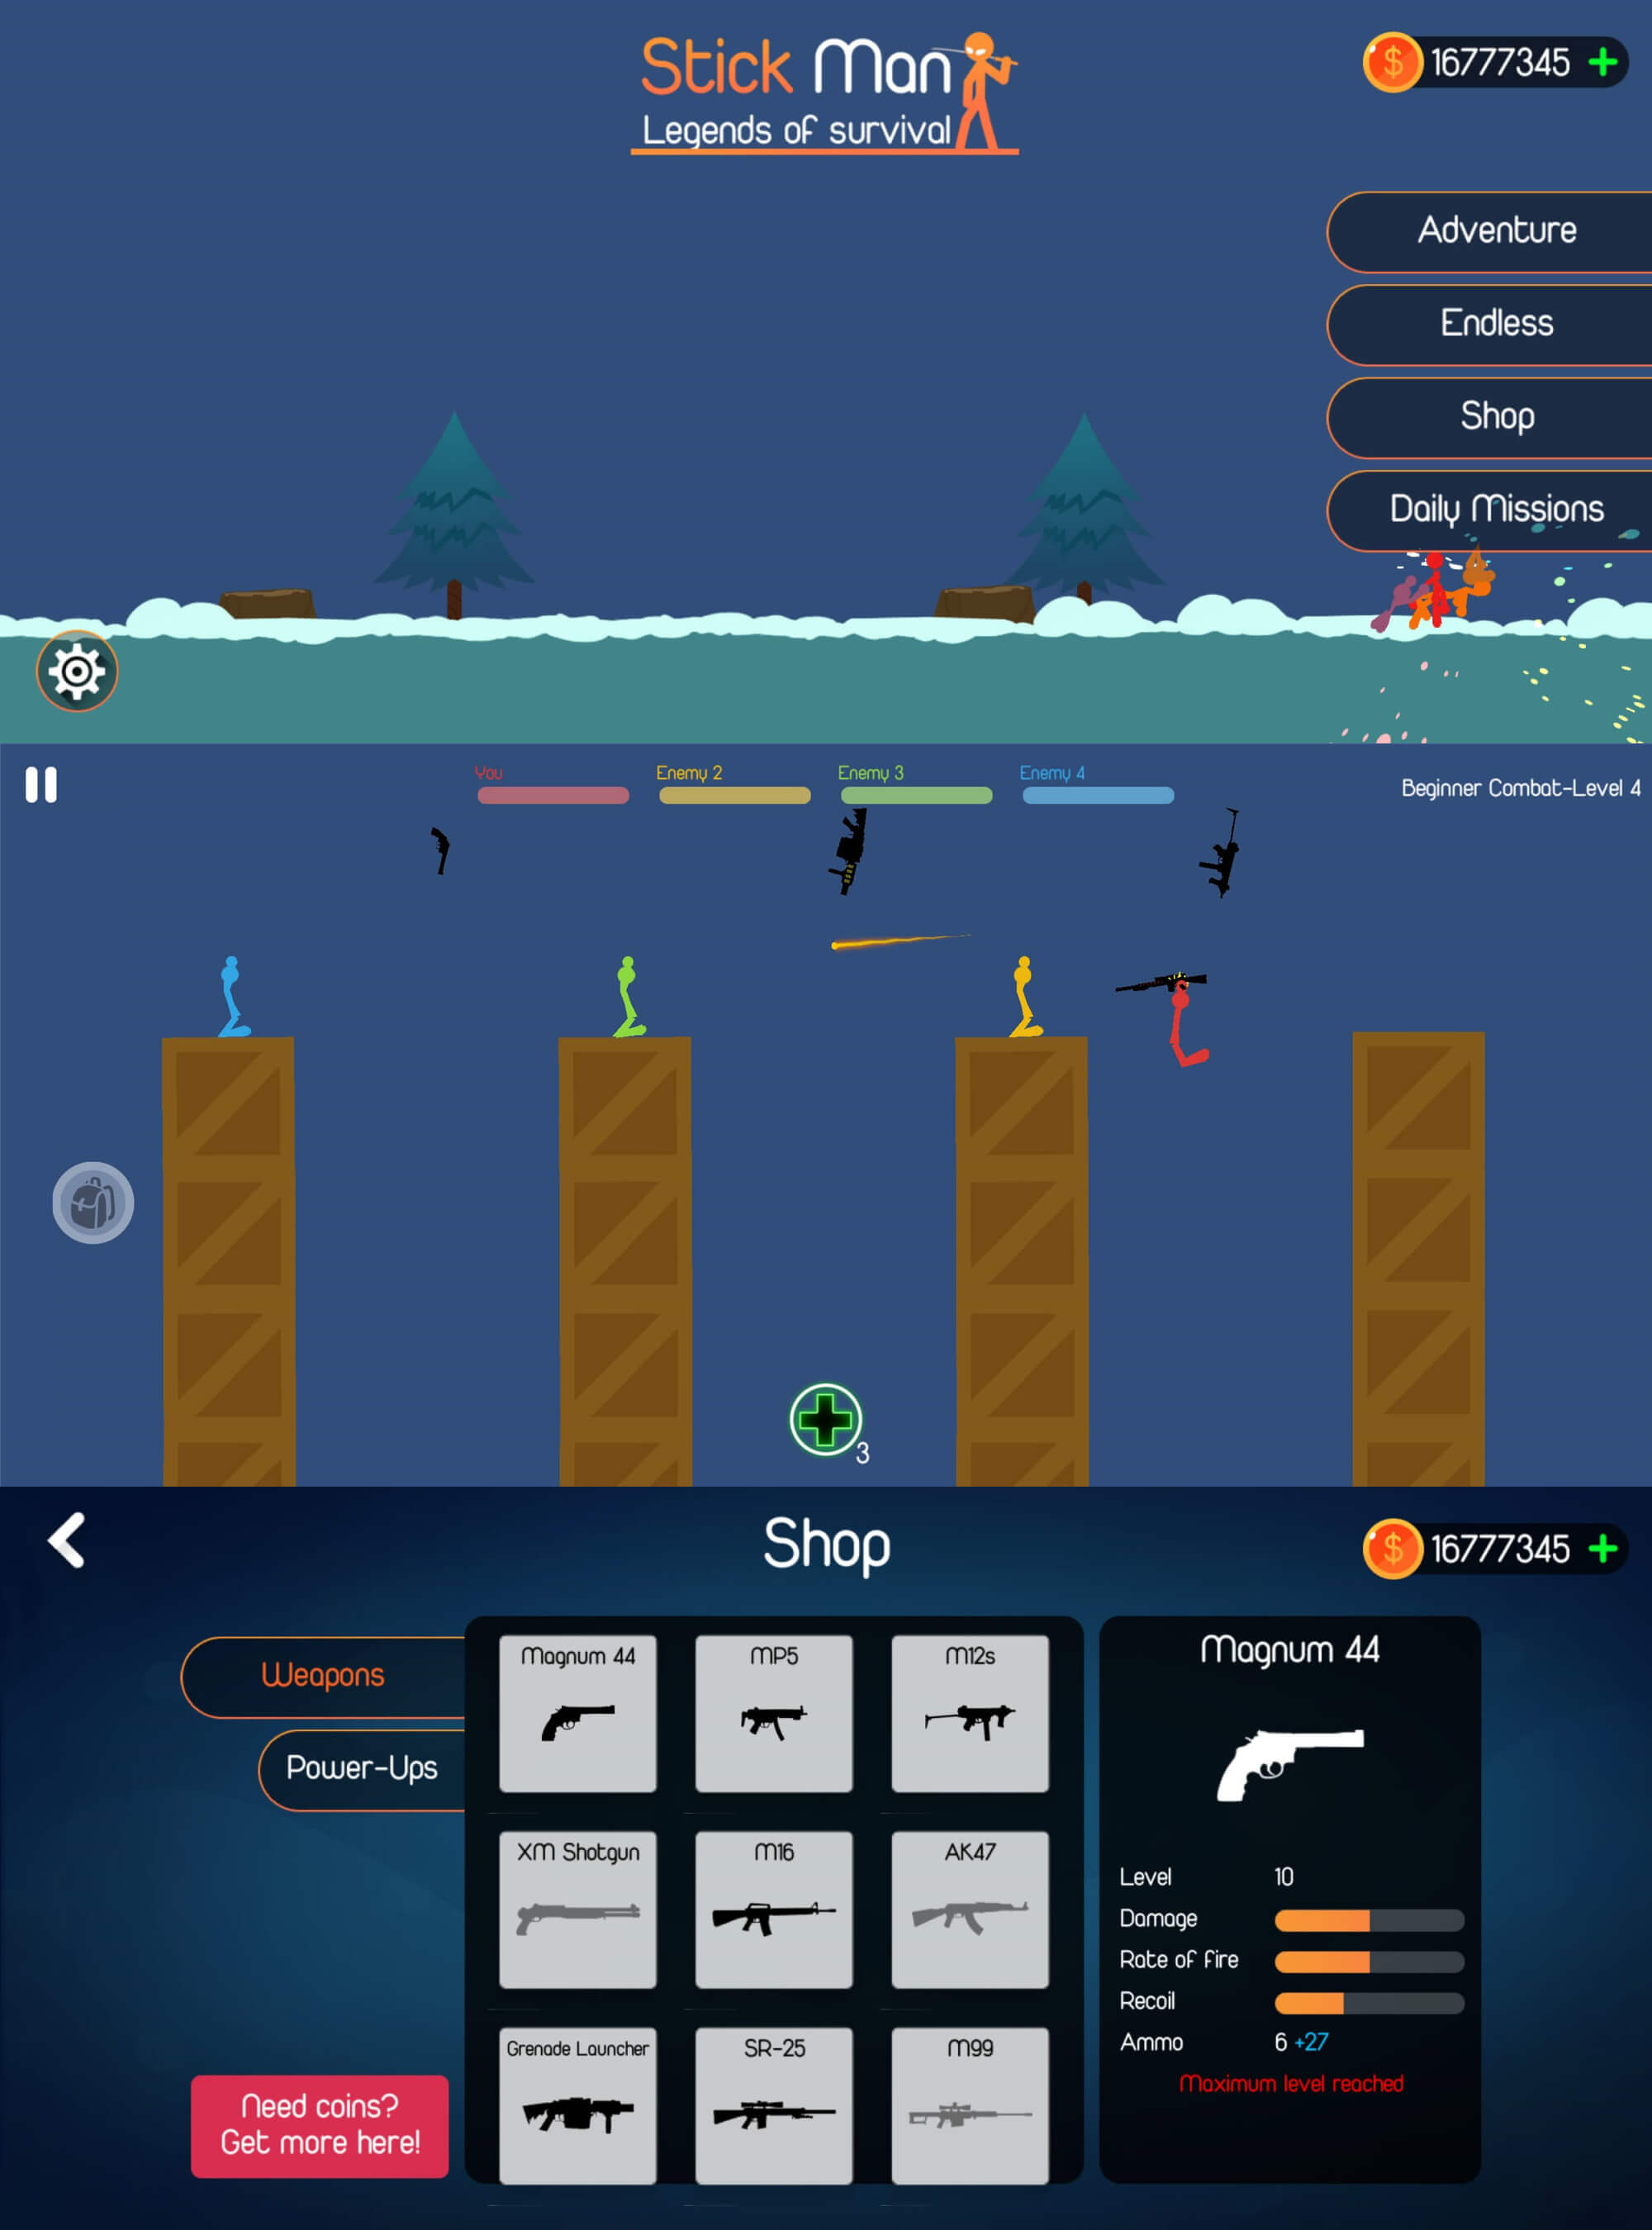 Stick Man
Legends of survival
16777345
Adventure
Endless
Shop
Daily Missions
You
Enemy 2
Enemy 3
Enemy 4
Beginner Combat-Level 4
3
Shop
16777345
Weapons
Power-Ups
Need coins?
Get more here!
Magnum 44
MP5
M12s
XM Shotgun
M16
AK47
Grenade Launcher
SR-25
M99
Magnum 44
Level 10
Damage
Rate of fire
Recoil
Ammo 6 +27
Maximum level reached